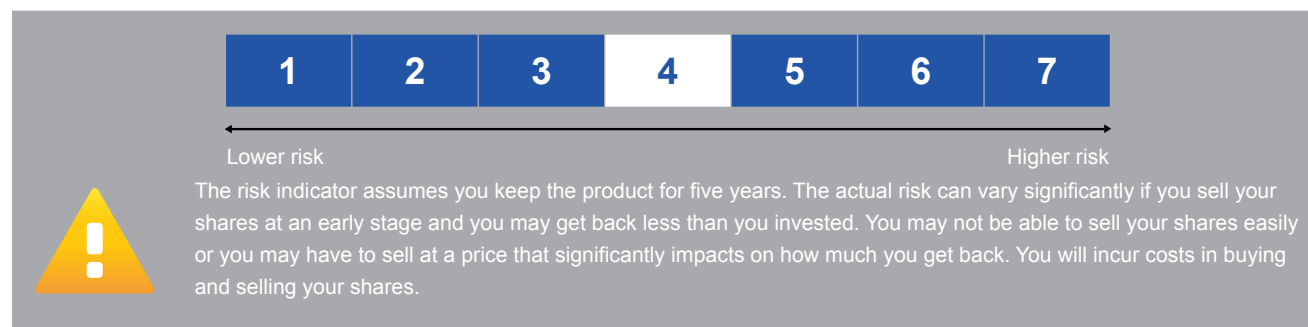 1 2 3 4 5 6 7
Lower risk Higher risk
The risk indicator assumes you keep the product for five years. The actual risk can vary significantly if you sell your
shares at an early stage and you may get back less than you invested. You may not be able to sell your shares easily
or you may have to sell at a price that significantly impacts on how much you get back. You will incur costs in buying
and selling your shares.